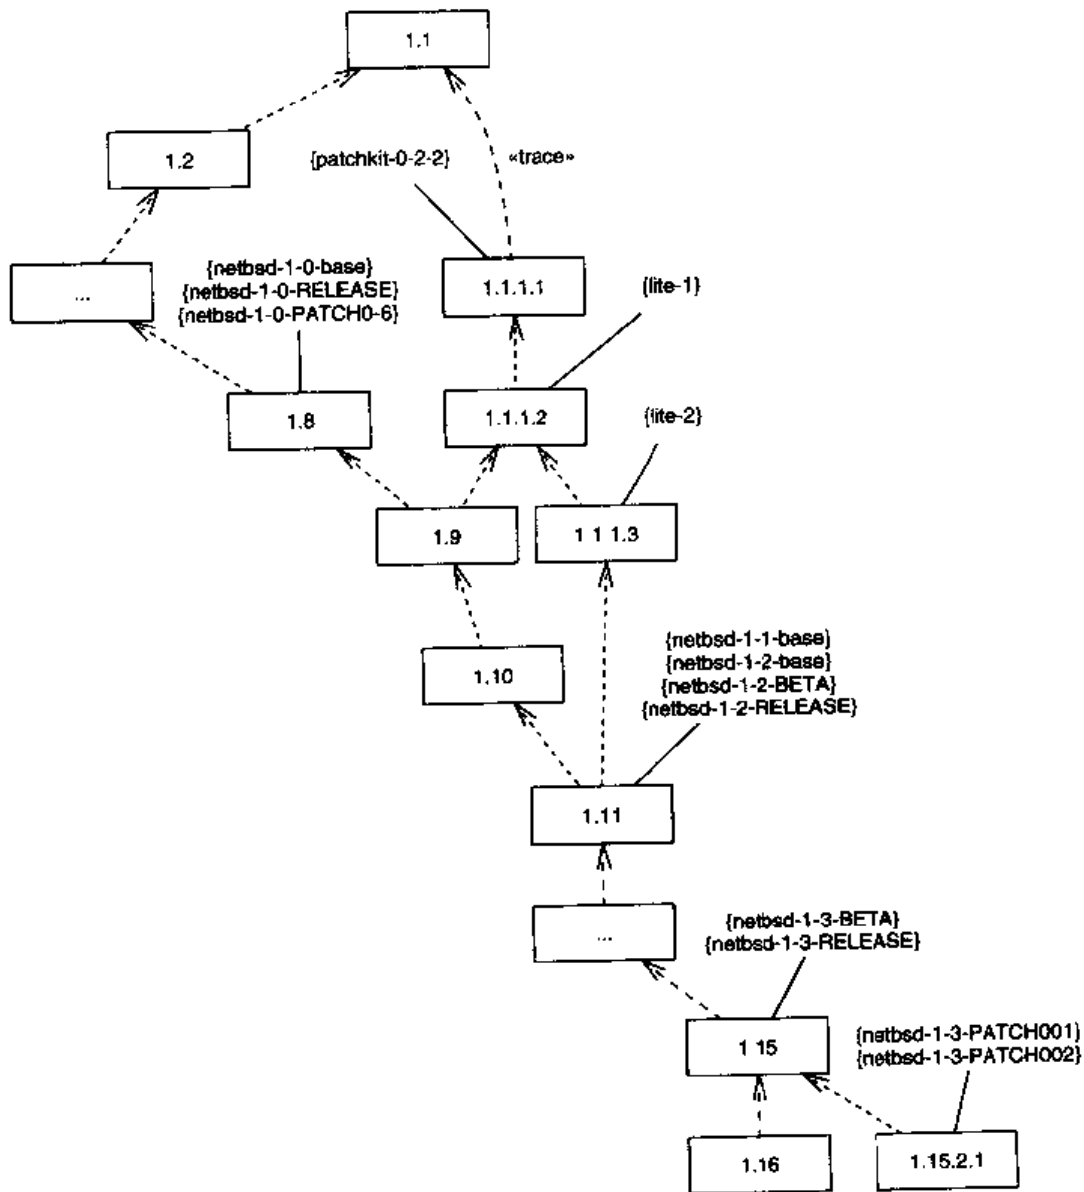 1.1
1.2
{patchkit-0-2-2}
«trace»
...
{netbsd-1-0-base}
{netbsd-1-0-RELEASE}
{netbsd-1-0-PATCH0-6}
1.1.1.1
{lite-1}
1.8
1.1.1.2
{lite-2}
1.9
1 1 1.3
1.10
{netbsd-1-1-base}
{netbsd-1-2-base}
{netbsd-1-2-BETA}
{netbsd-1-2-RELEASE}
1.11
...
{netbsd-1-3-BETA}
{netbsd-1-3-RELEASE}
1 15
{netbsd-1-3-PATCH001}
{netbsd-1-3-PATCH002}
1.16
1.15.2.1